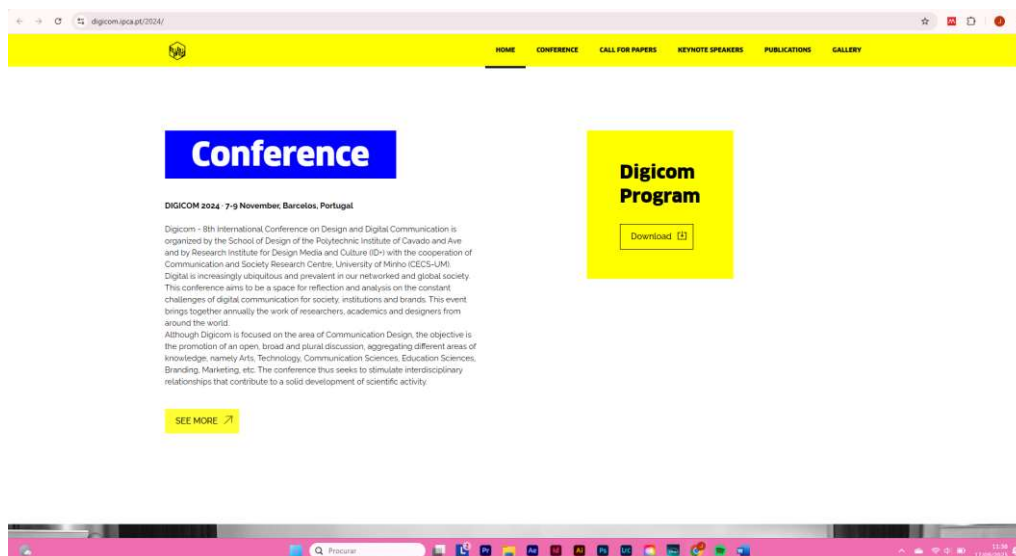 digicom.ipca.pt/2024/
HOME CONFERENCE CALL FOR PAPERS KEYNOTE SPEAKERS PUBLICATIONS GALLERY
Conference
DIGICOM 2024 · 7-9 November, Barcelos, Portugal
Digicom - 8th International Conference on Design and Digital Communication is
organized by the School of Design of the Polytechnic Institute of Cavado and Ave
and by Research Institute for Design Media and Culture (ID+) with the cooperation of
Communication and Society Research Centre, University of Minho (CECS-UM).
Digital is increasingly ubiquitous and prevalent in our networked and global society.
This conference aims to be a space for reflection and analysis on the constant
challenges of digital communication for society, institutions and brands. This event
brings together annually the work of researchers, academics and designers from
around the world.
Although Digicom is focused on the area of Communication Design, the objective is
the promotion of an open, broad and plural discussion, aggregating different areas of
knowledge, namely Arts, Technology, Communication Sciences, Education Sciences,
Branding, Marketing, etc. The conference thus seeks to stimulate interdisciplinary
relationships that contribute to a solid development of scientific activity.
SEE MORE
Digicom
Program
Download
Procurar
Pr
Ae
Id
Ai
Ps
11:38